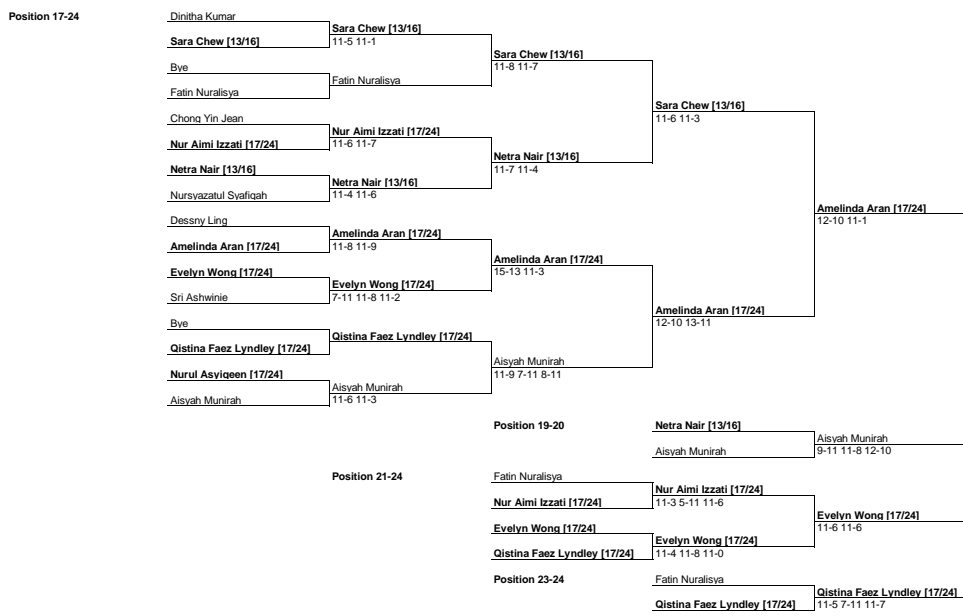 Position 17-24
Dinitha Kumar
Sara Chew [13/16]
Sara Chew [13/16]
11-5 11-1
Bye
Fatin Nuralisya
Fatin Nuralisya
Sara Chew [13/16]
11-8 11-7
Chong Yin Jean
Nur Aimi Izzati [17/24]
Nur Aimi Izzati [17/24]
11-6 11-7
Netra Nair [13/16]
Nursyazatul Syafiqah
Netra Nair [13/16]
11-4 11-6
Netra Nair [13/16]
11-7 11-4
Sara Chew [13/16]
11-6 11-3
Dessny Ling
Amelinda Aran [17/24]
Amelinda Aran [17/24]
11-8 11-9
Evelyn Wong [17/24]
Sri Ashwinie
Evelyn Wong [17/24]
7-11 11-8 11-2
Amelinda Aran [17/24]
15-13 11-3
Bye
Qistina Faez Lyndley [17/24]
Qistina Faez Lyndley [17/24]
Nurul Asyiqeen [17/24]
Aisyah Munirah
Aisyah Munirah
11-6 11-3
Aisyah Munirah
11-9 7-11 8-11
Amelinda Aran [17/24]
12-10 13-11
Amelinda Aran [17/24]
12-10 11-1
Position 19-20
Netra Nair [13/16]
Aisyah Munirah
Aisyah Munirah
9-11 11-8 12-10
Position 21-24
Fatin Nuralisya
Nur Aimi Izzati [17/24]
Nur Aimi Izzati [17/24]
11-3 5-11 11-6
Evelyn Wong [17/24]
Qistina Faez Lyndley [17/24]
Evelyn Wong [17/24]
11-4 11-8 11-0
Evelyn Wong [17/24]
11-6 11-6
Position 23-24
Fatin Nuralisya
Qistina Faez Lyndley [17/24]
Qistina Faez Lyndley [17/24]
11-5 7-11 11-7